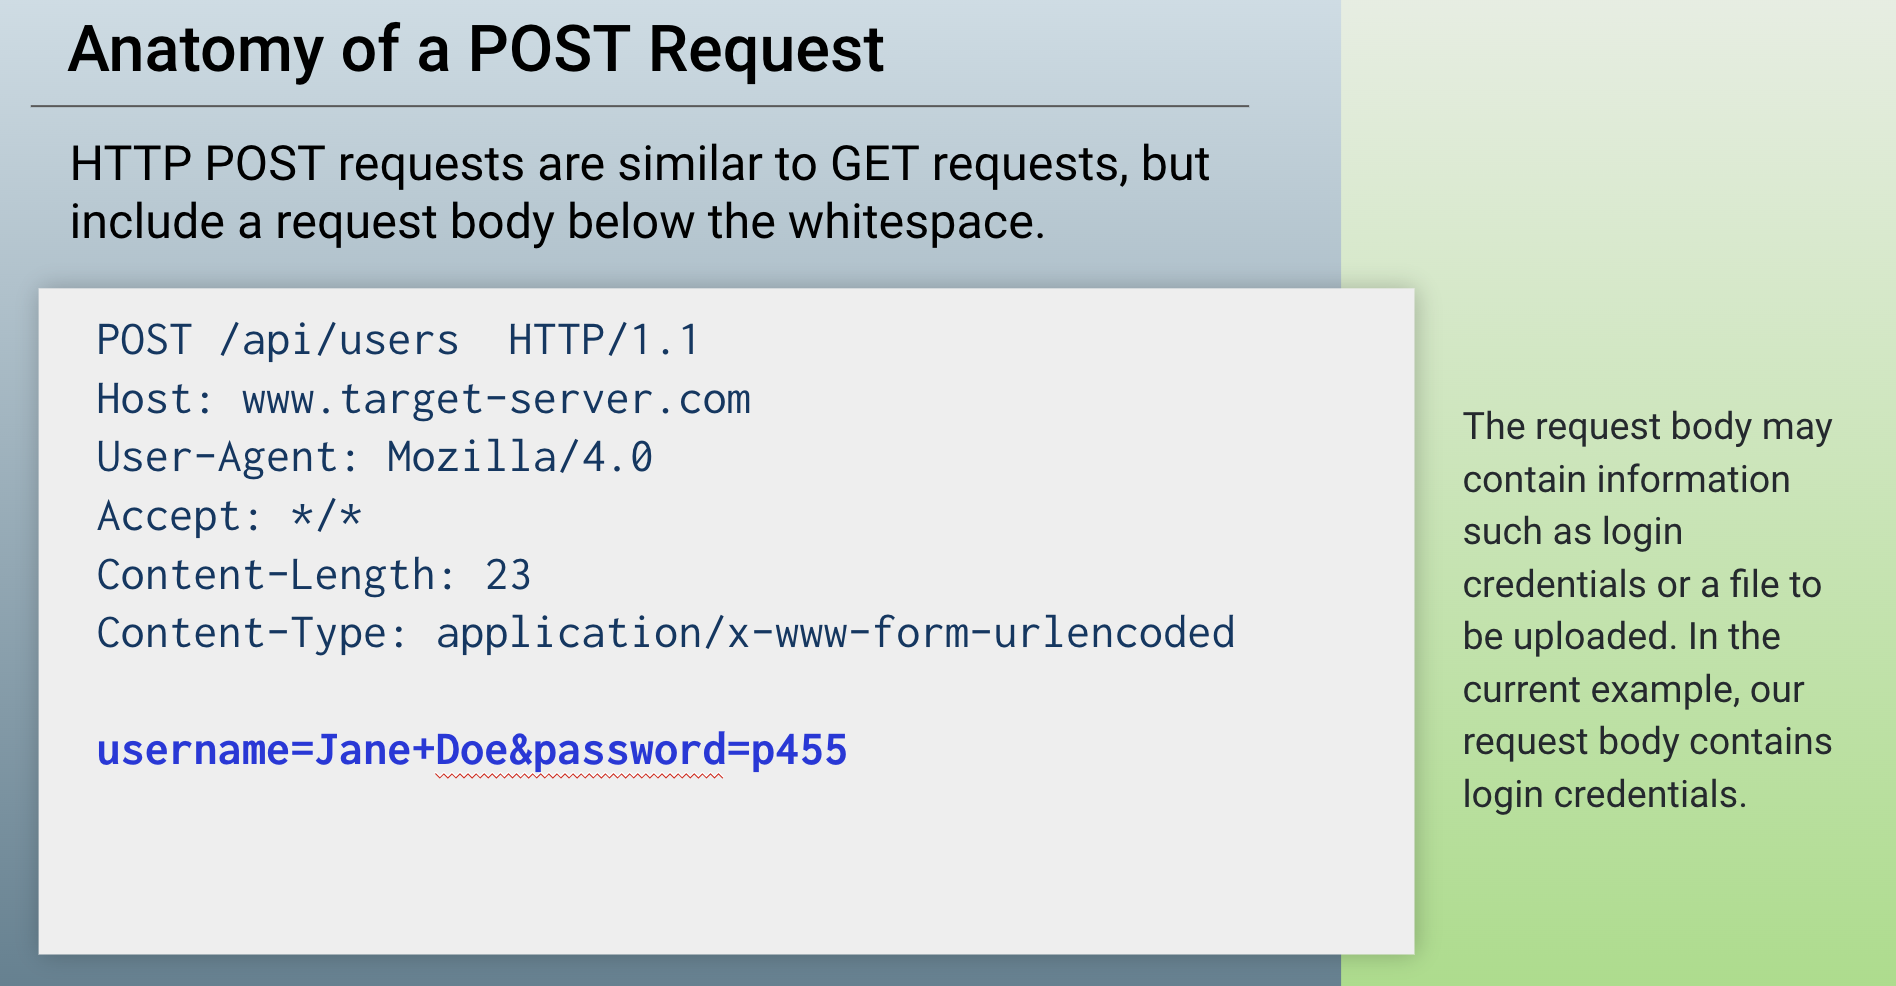 Anatomy of a POST Request
HTTP POST requests are similar to GET requests, but
include a request body below the whitespace.
POST /api/users  HTTP/1.1
Host: www.target-server.com
User-Agent: Mozilla/4.0
Accept: */*
Content-Length: 23
Content-Type: application/x-www-form-urlencoded
username=Jane+Doe&password=p455
The request body may
contain information
such as login
credentials or a file to
be uploaded. In the
current example, our
request body contains
login credentials.